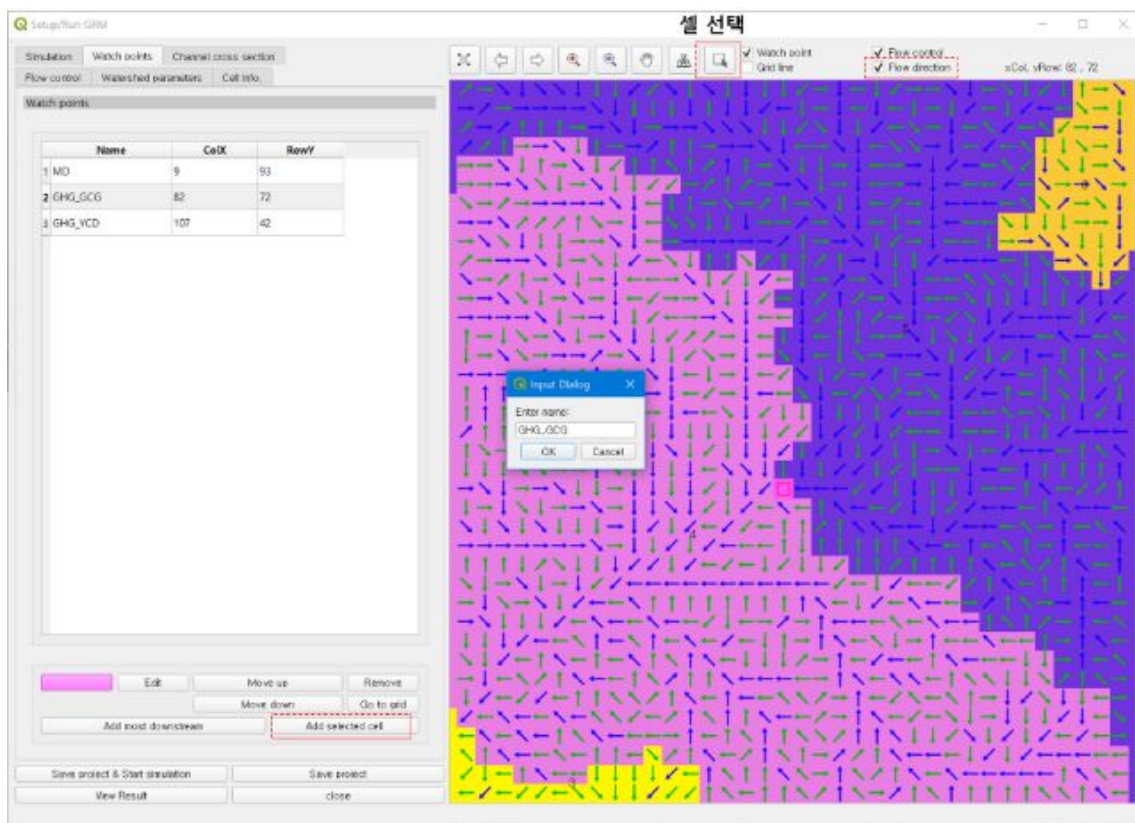 셀 선택
Setup/Run GRM
Simulation Watch points Channel cross section
Flow control Watershed parameters Cell info.
Watch point Flow control
Grid line Flow direction xCol, yRow: 82 , 72
Watch points
Name ColX RowY
1 MD 9 93
2 GHG_GCG 82 72
3 GHG_YCD 107 42
Input Dialog
Enter name:
GHG_GCG
OK Cancel
4
3
Edit Move up Remove
Move down Go to grid
Add most downstream Add selected cell
Save project & Start simulation Save project
View Result close